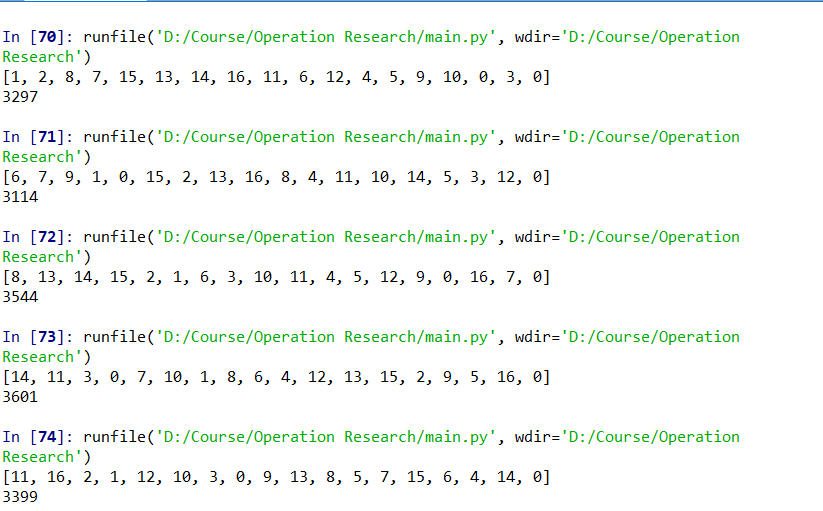 In [70]: runfile('D:/Course/Operation Research/main.py', wdir='D:/Course/Operation
Research')
[1, 2, 8, 7, 15, 13, 14, 16, 11, 6, 12, 4, 5, 9, 10, 0, 3, 0]
3297
In [71]: runfile('D:/Course/Operation Research/main.py', wdir='D:/Course/Operation
Research')
[6, 7, 9, 1, 0, 15, 2, 13, 16, 8, 4, 11, 10, 14, 5, 3, 12, 0]
3114
In [72]: runfile('D:/Course/Operation Research/main.py', wdir='D:/Course/Operation
Research')
[8, 13, 14, 15, 2, 1, 6, 3, 10, 11, 4, 5, 12, 9, 0, 16, 7, 0]
3544
In [73]: runfile('D:/Course/Operation Research/main.py', wdir='D:/Course/Operation
Research')
[14, 11, 3, 0, 7, 10, 1, 8, 6, 4, 12, 13, 15, 2, 9, 5, 16, 0]
3601
In [74]: runfile('D:/Course/Operation Research/main.py', wdir='D:/Course/Operation
Research')
[11, 16, 2, 1, 12, 10, 3, 0, 9, 13, 8, 5, 7, 15, 6, 4, 14, 0]
3399